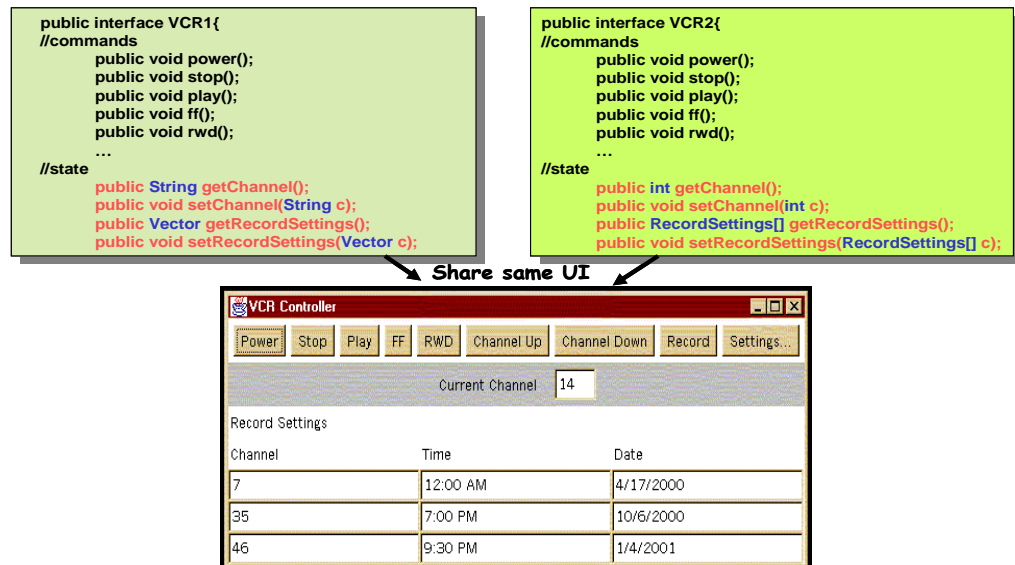 public interface VCR1{
//commands
public void power();
public void stop();
public void play();
public void ff();
public void rwd();
…
//state
public String getChannel();
public void setChannel(String c);
public Vector getRecordSettings();
public void setRecordSettings(Vector c);
public interface VCR2{
//commands
public void power();
public void stop();
public void play();
public void ff();
public void rwd();
…
//state
public int getChannel();
public void setChannel(int c);
public RecordSettings[] getRecordSettings();
public void setRecordSettings(RecordSettings[] c);
Share same UI
VCR Controller
Power Stop Play FF RWD Channel Up Channel Down Record Settings...
Current Channel 14
Record Settings
Channel Time Date
7 12:00 AM 4/17/2000
35 7:00 PM 10/6/2000
46 9:30 PM 1/4/2001